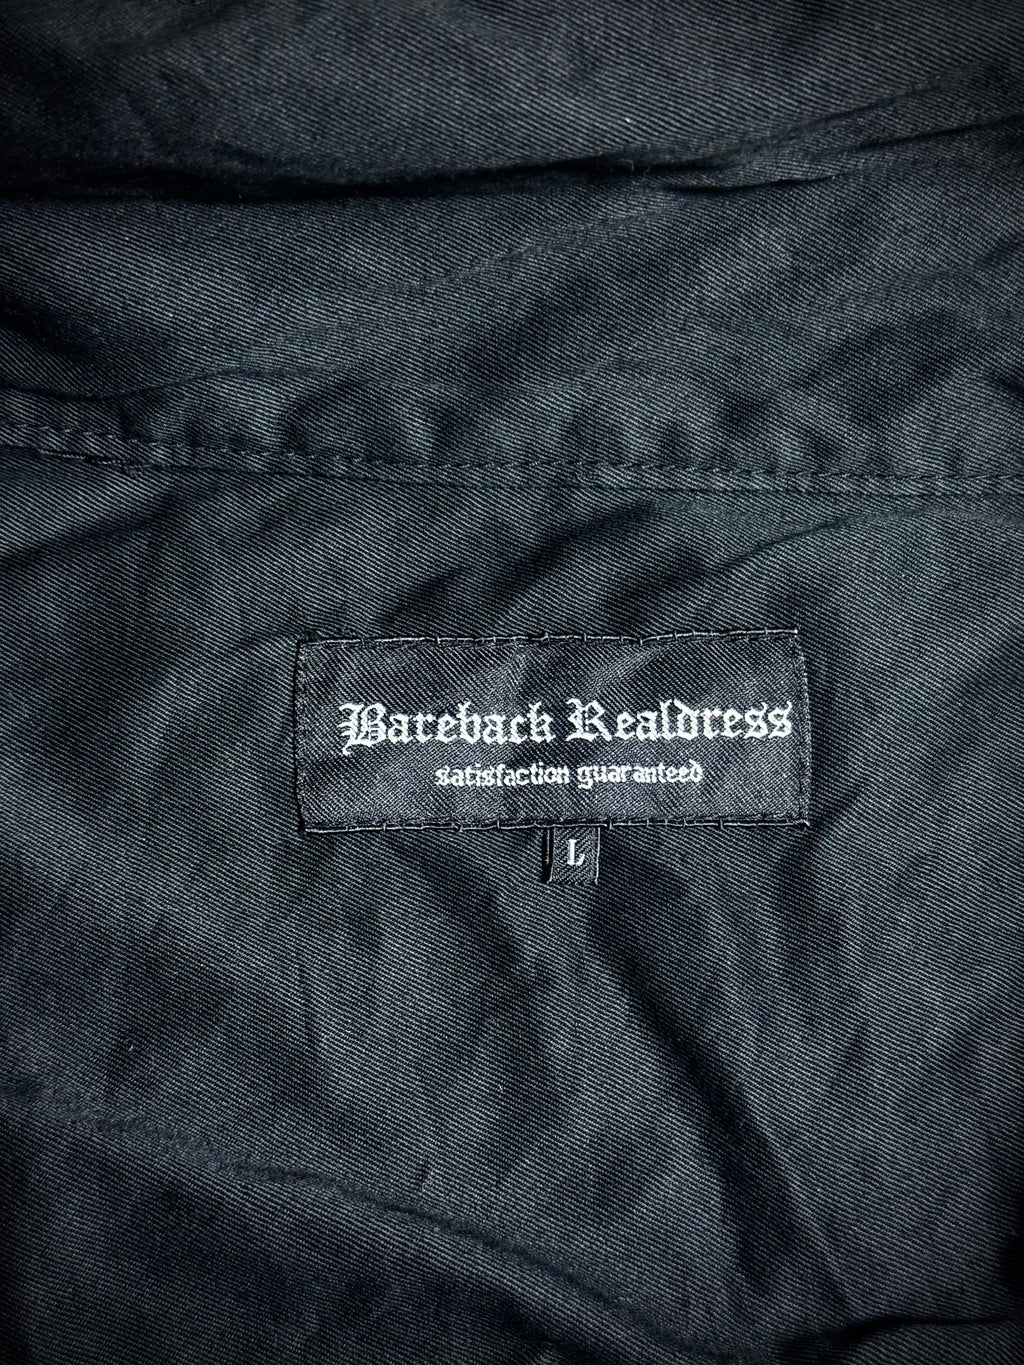 Bareback Realdress
satisfaction guaranteed
L